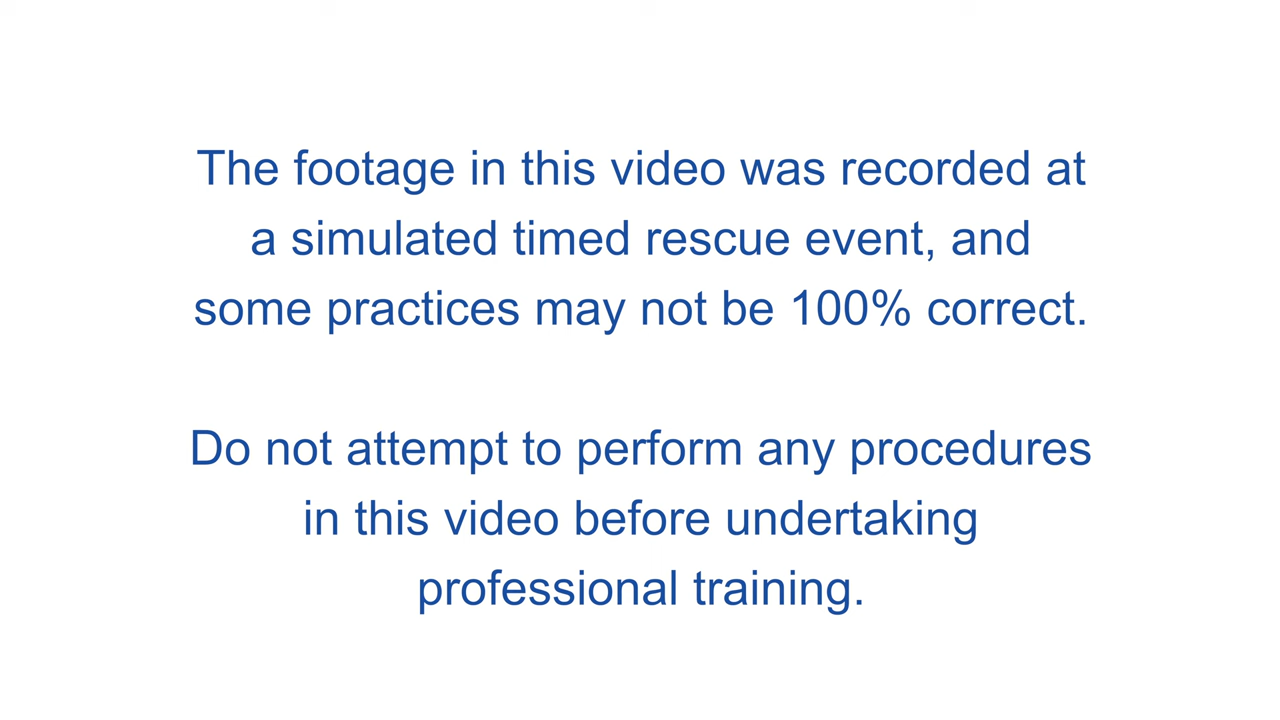 The footage in this video was recorded at
a simulated timed rescue event, and
some practices may not be 100% correct.
Do not attempt to perform any procedures
in this video before undertaking
professional training.